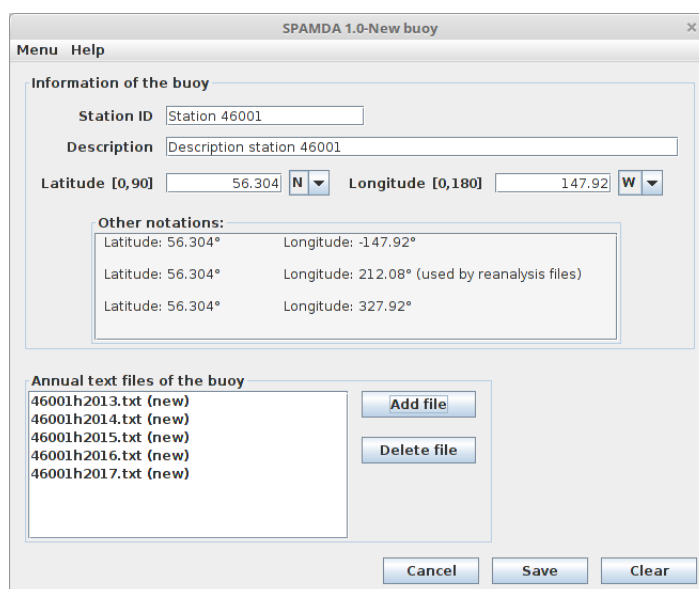 SPAMDA 1.0-New buoy ×
Menu Help
Information of the buoy
Station ID Station 46001
Description Description station 46001
Latitude [0,90] 56.304 N Longitude [0,180] 147.92 W
Other notations:
Latitude: 56.304° Longitude: -147.92°
Latitude: 56.304° Longitude: 212.08° (used by reanalysis files)
Latitude: 56.304° Longitude: 327.92°
Annual text files of the buoy
46001h2013.txt (new)
46001h2014.txt (new)
46001h2015.txt (new)
46001h2016.txt (new)
46001h2017.txt (new)
Add file
Delete file
Cancel Save Clear